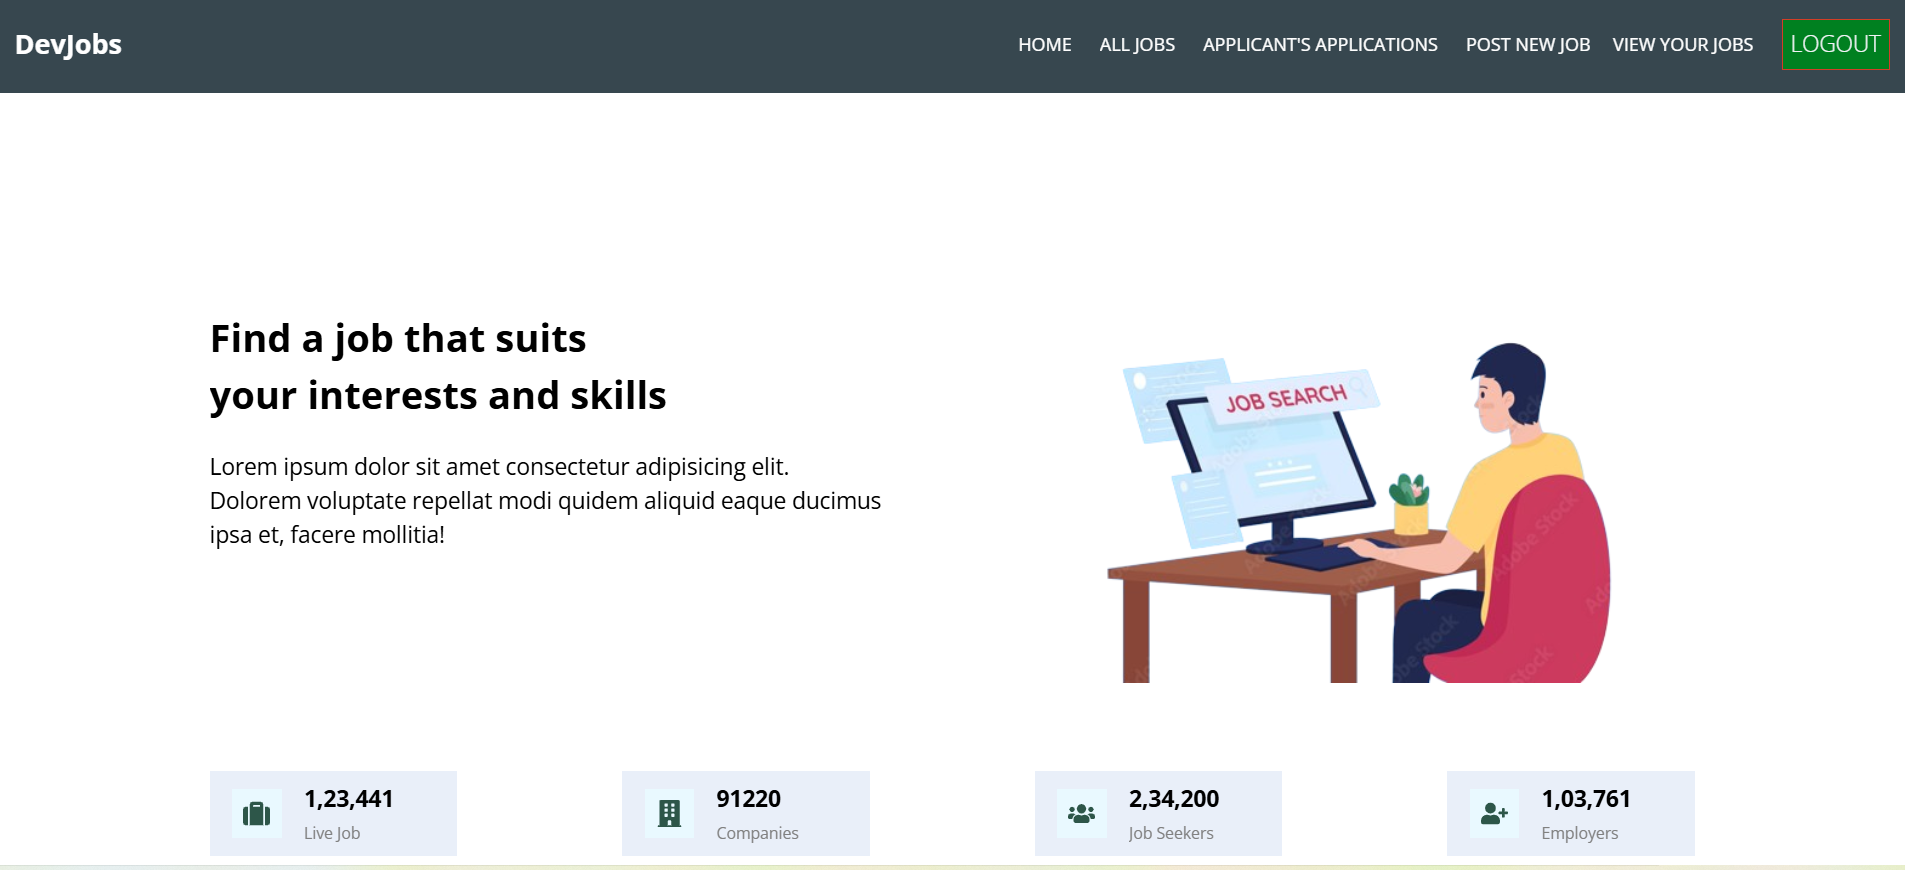 DevJobs
HOME
ALL JOBS
APPLICANT'S APPLICATIONS
POST NEW JOB
VIEW YOUR JOBS
LOGOUT
Find a job that suits
your interests and skills
Lorem ipsum dolor sit amet consectetur adipisicing elit.
Dolorem voluptate repellat modi quidem aliquid eaque ducimus
ipsa et, facere mollitia!
JOB SEARCH
Adobe Stock
1,23,441
Live Job
91220
Companies
2,34,200
Job Seekers
1,03,761
Employers